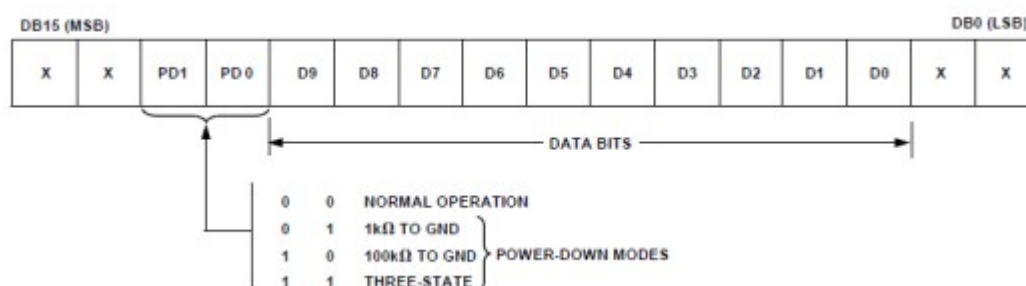 DB15 (MSB) DB0 (LSB)
X X PD1 PD 0 D9 D8 D7 D6 D5 D4 D3 D2 D1 D0 X X
DATA BITS
0 0 NORMAL OPERATION
0 1 1kΩ TO GND
1 0 100kΩ TO GND POWER-DOWN MODES
1 1 THREE-STATE